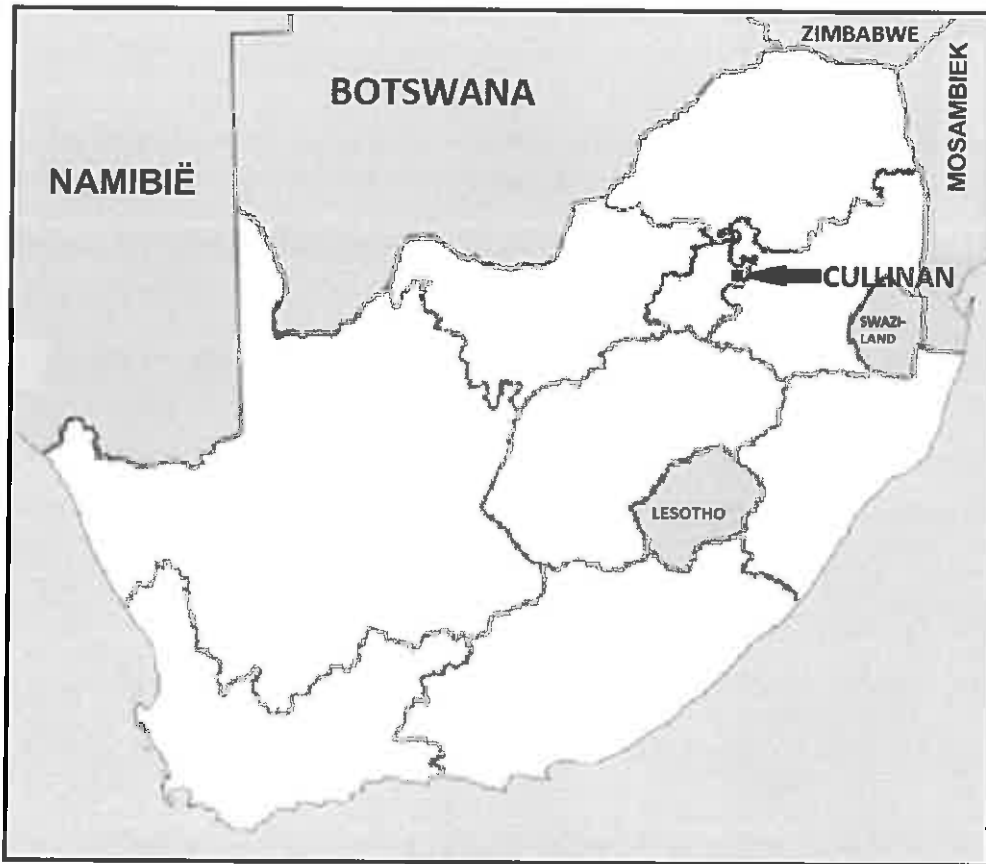 ZIMBABWE
BOTSWANA
MOSAMBIEK
NAMIBIË
CULLINAN
SWAZI-
LAND
LESOTHO